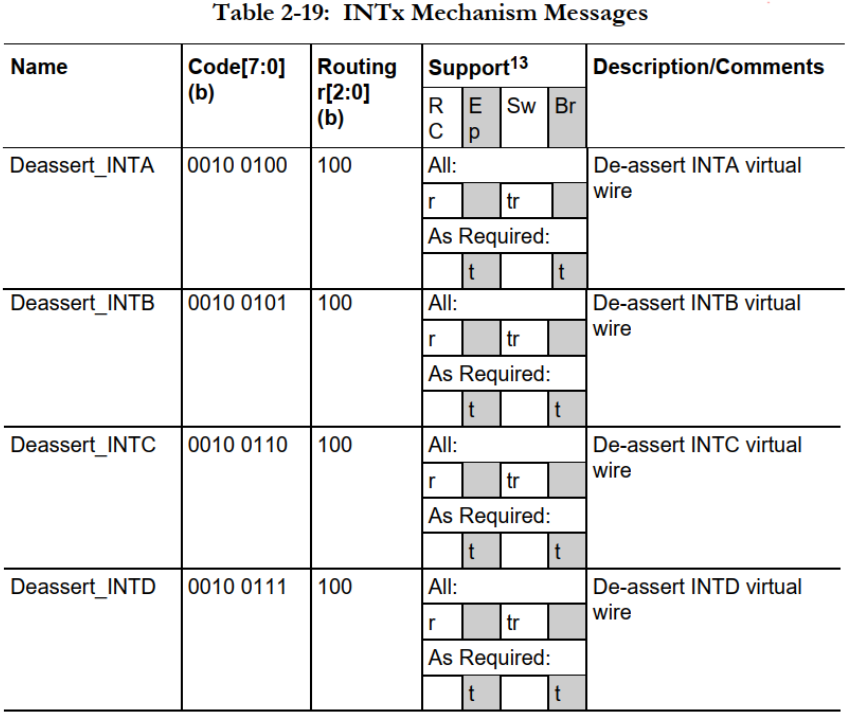 Table 2-19: INTx Mechanism Messages
Name Code[7:0] (b) Routing r[2:0] (b) Support13 Description/Comments
RC Ep Sw Br
Deassert_INTA 0010 0100 100 All: De-assert INTA virtual wire
r tr
As Required:
t t
Deassert_INTB 0010 0101 100 All: De-assert INTB virtual wire
r tr
As Required:
t t
Deassert_INTC 0010 0110 100 All: De-assert INTC virtual wire
r tr
As Required:
t t
Deassert_INTD 0010 0111 100 All: De-assert INTD virtual wire
r tr
As Required:
t t